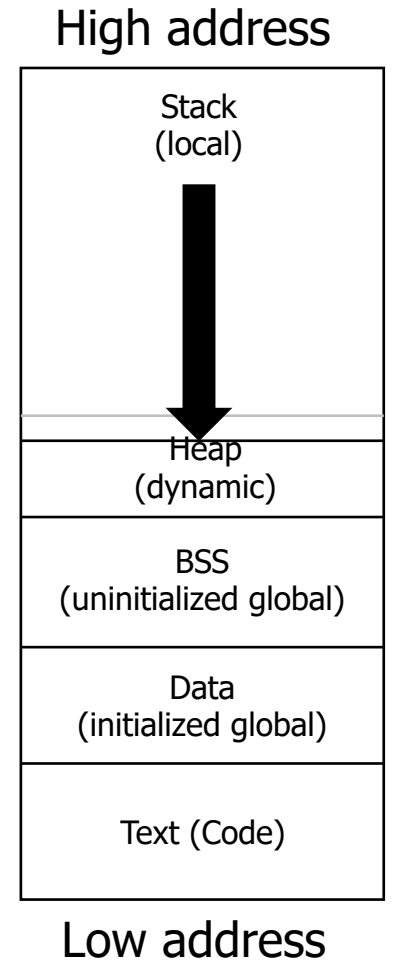 High address
Stack
(local)
Heap
(dynamic)
BSS
(uninitialized global)
Data
(initialized global)
Text (Code)
Low address